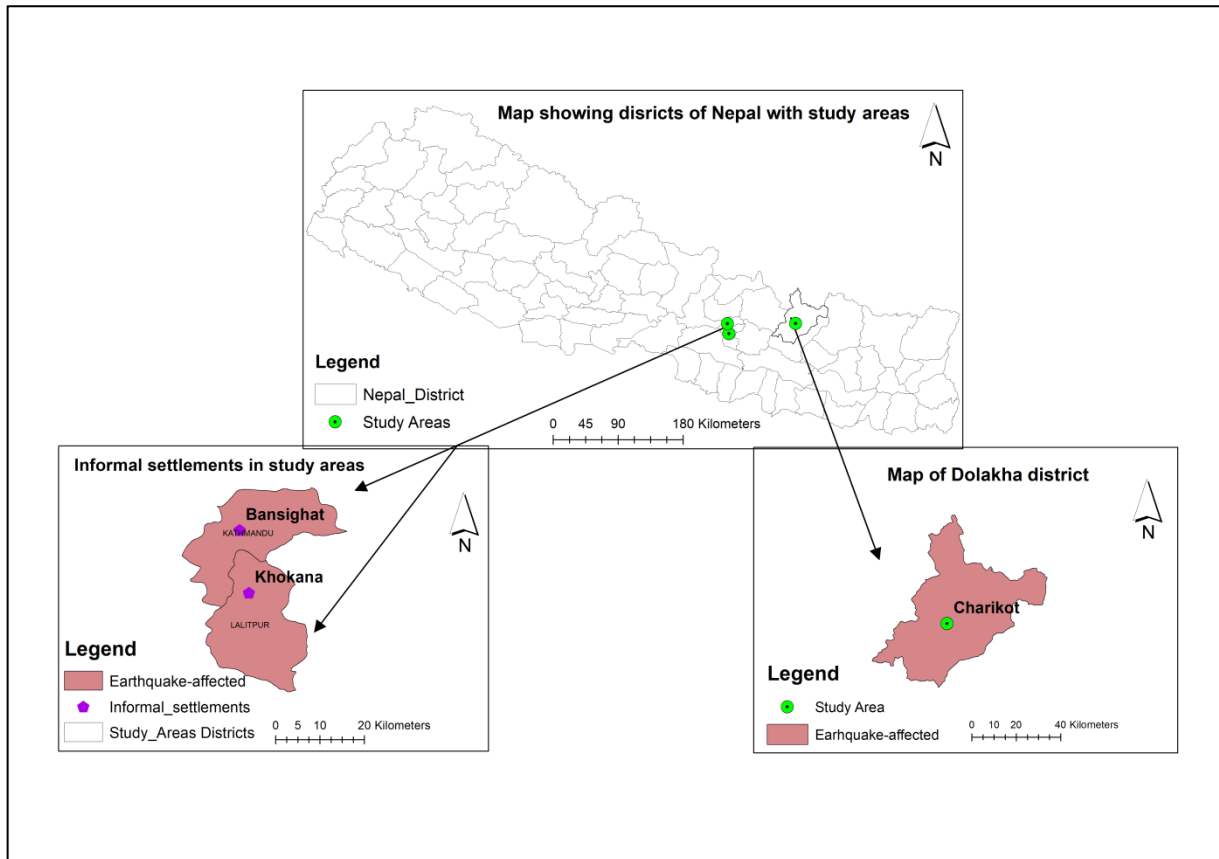 Map showing disricts of Nepal with study areas
N
Legend
Nepal_District
Study Areas
0 45 90 180 Kilometers
Informal settlements in study areas
N
Bansighat
KATHMANDU
Khokana
LALITPUR
Legend
Earthquake-affected
Informal_settlements
Study_Areas Districts
0 5 10 20 Kilometers
Map of Dolakha district
N
Charikot
Legend
Study Area
Earhquake-affected
0 10 20 40 Kilometers